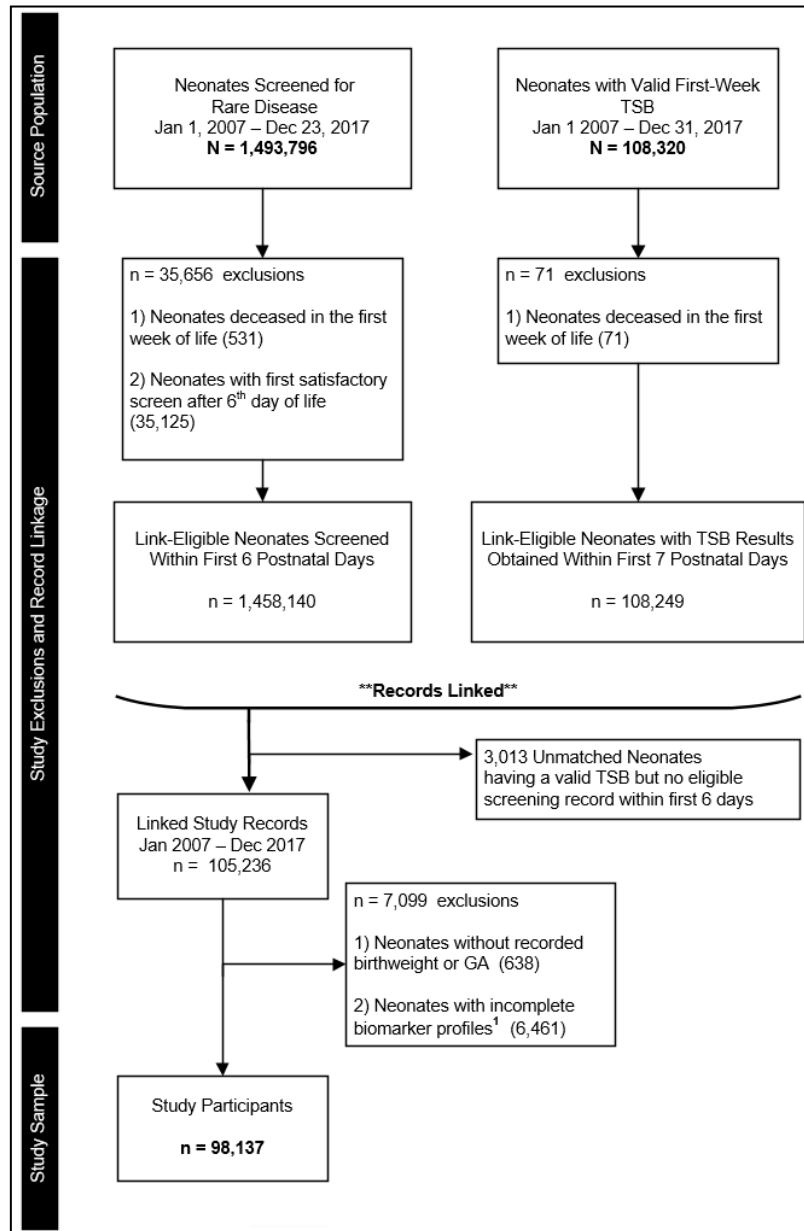 Source Population
Neonates Screened for
Rare Disease
Jan 1, 2007 – Dec 23, 2017
N = 1,493,796
Neonates with Valid First-Week
TSB
Jan 1 2007 – Dec 31, 2017
N = 108,320
Study Exclusions and Record Linkage
n = 35,656 exclusions
1) Neonates deceased in the first
week of life (531)
2) Neonates with first satisfactory
screen after 6th day of life
(35,125)
n = 71 exclusions
1) Neonates deceased in the first
week of life (71)
Link-Eligible Neonates Screened
Within First 6 Postnatal Days
n = 1,458,140
Link-Eligible Neonates with TSB Results
Obtained Within First 7 Postnatal Days
n = 108,249
**Records Linked**
3,013 Unmatched Neonates
having a valid TSB but no eligible
screening record within first 6 days
Linked Study Records
Jan 2007 – Dec 2017
n = 105,236
n = 7,099 exclusions
1) Neonates without recorded
birthweight or GA (638)
2) Neonates with incomplete
biomarker profiles1 (6,461)
Study Sample
Study Participants
n = 98,137